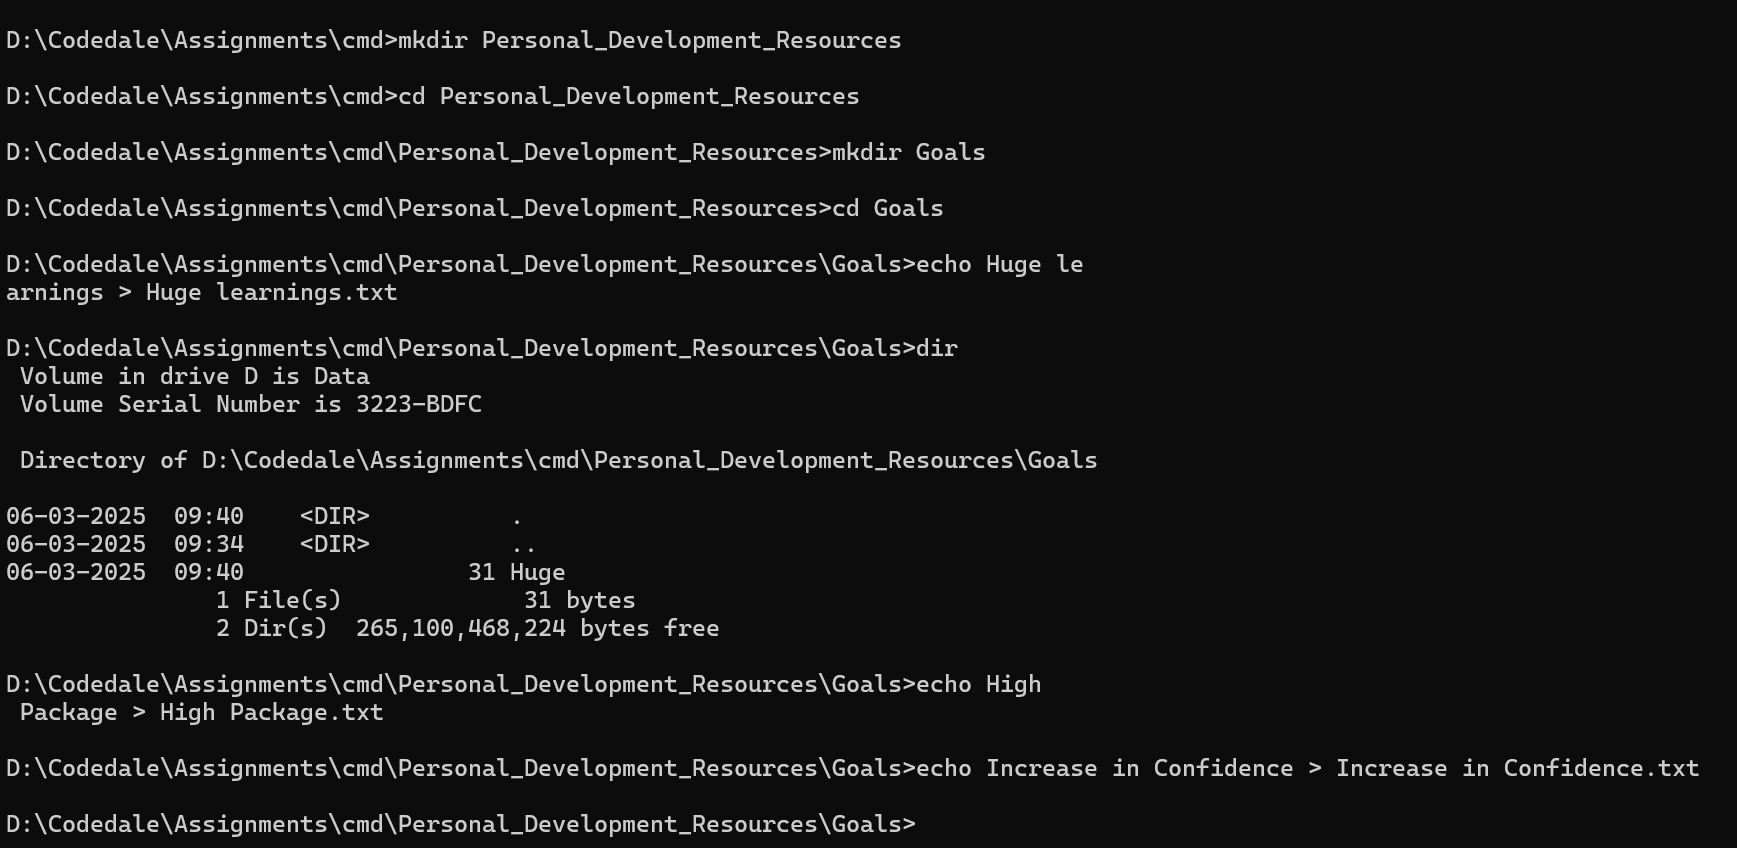 D:\Codedale\Assignments\cmd>mkdir Personal_Development_Resources
D:\Codedale\Assignments\cmd>cd Personal_Development_Resources
D:\Codedale\Assignments\cmd\Personal_Development_Resources>mkdir Goals
D:\Codedale\Assignments\cmd\Personal_Development_Resources>cd Goals
D:\Codedale\Assignments\cmd\Personal_Development_Resources\Goals>echo Huge le
arnings > Huge learnings.txt
D:\Codedale\Assignments\cmd\Personal_Development_Resources\Goals>dir
 Volume in drive D is Data
 Volume Serial Number is 3223-BDFC
 Directory of D:\Codedale\Assignments\cmd\Personal_Development_Resources\Goals
06-03-2025  09:40    <DIR>          .
06-03-2025  09:34    <DIR>          ..
06-03-2025  09:40                31 Huge
               1 File(s)             31 bytes
               2 Dir(s)  265,100,468,224 bytes free
D:\Codedale\Assignments\cmd\Personal_Development_Resources\Goals>echo High
 Package > High Package.txt
D:\Codedale\Assignments\cmd\Personal_Development_Resources\Goals>echo Increase in Confidence > Increase in Confidence.txt
D:\Codedale\Assignments\cmd\Personal_Development_Resources\Goals>